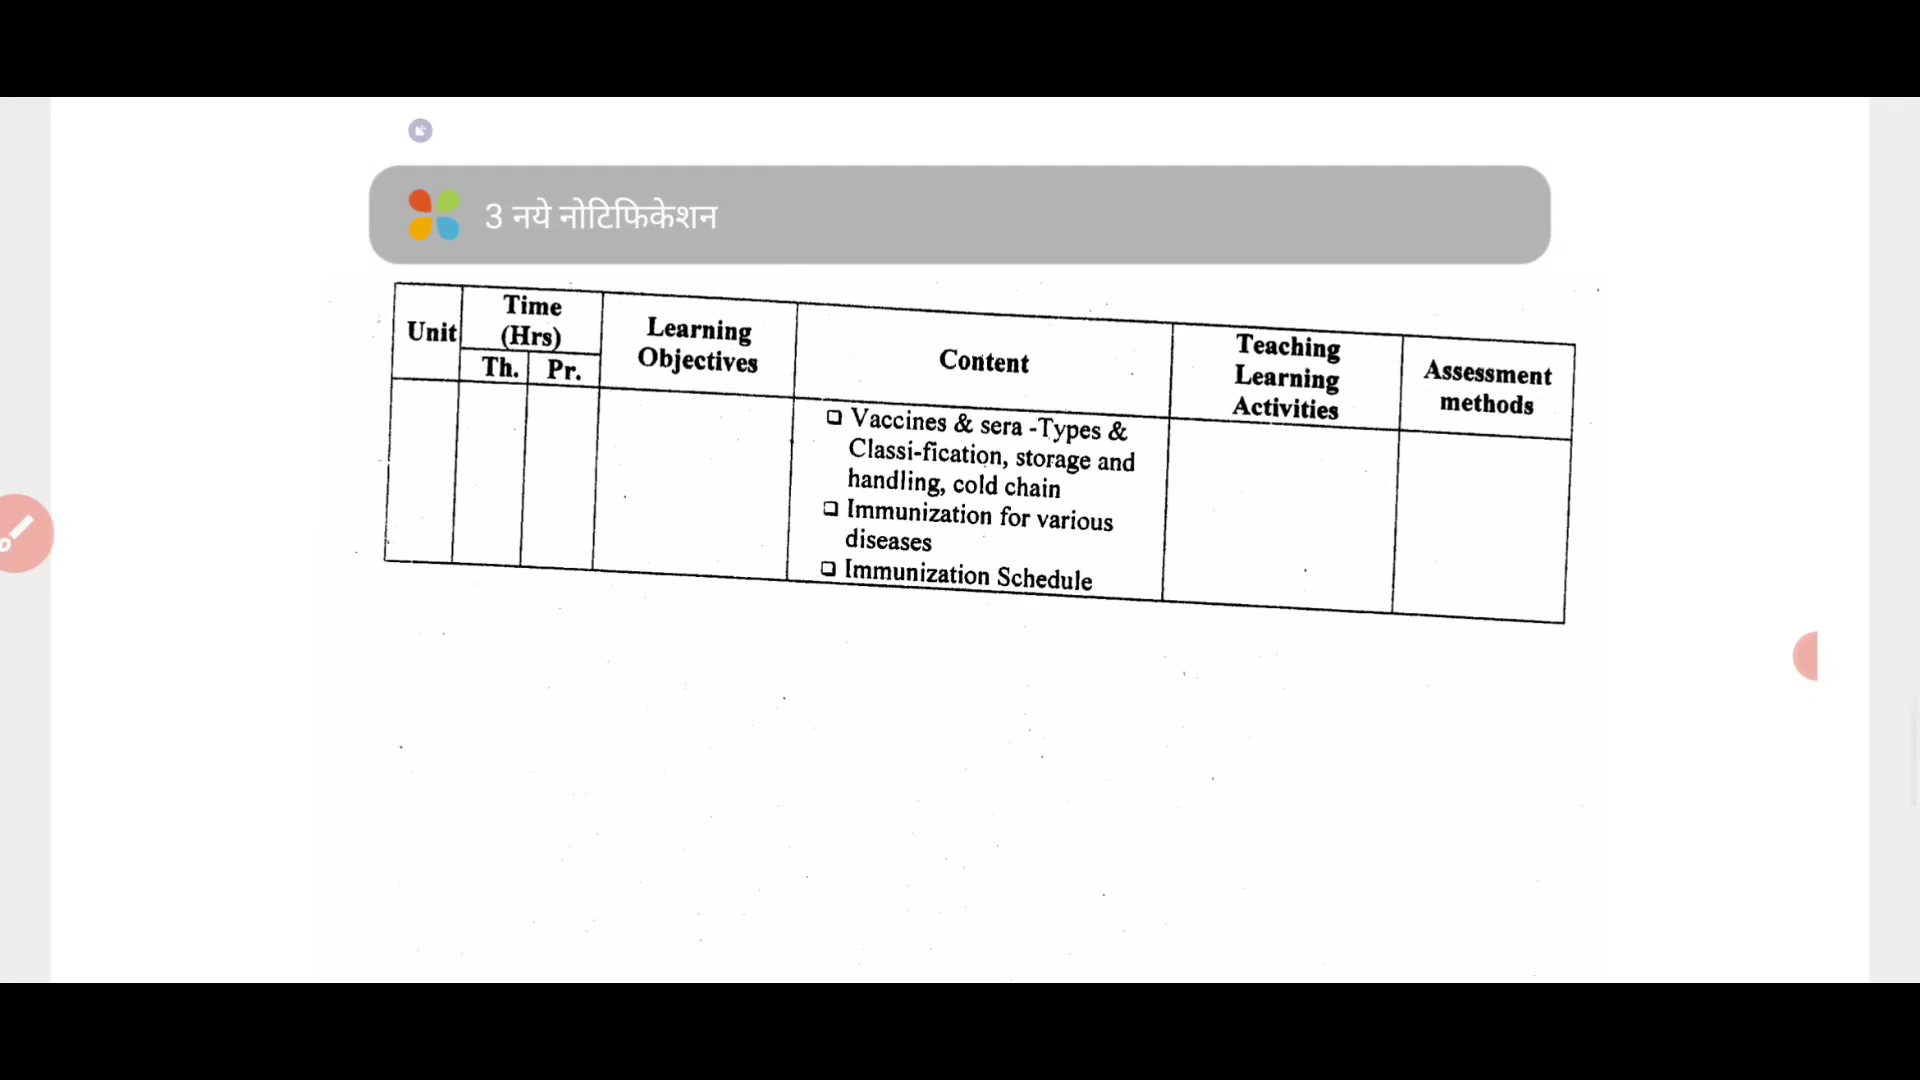 3 नये नोटिफिकेशन
Unit
Time
(Hrs)
Th.
Pr.
Learning
Objectives
Content
Teaching
Learning
Activities
Assessment
methods
❑ Vaccines & sera -Types &
Classi-fication, storage and
handling, cold chain
❑ Immunization for various
diseases
❑ Immunization Schedule